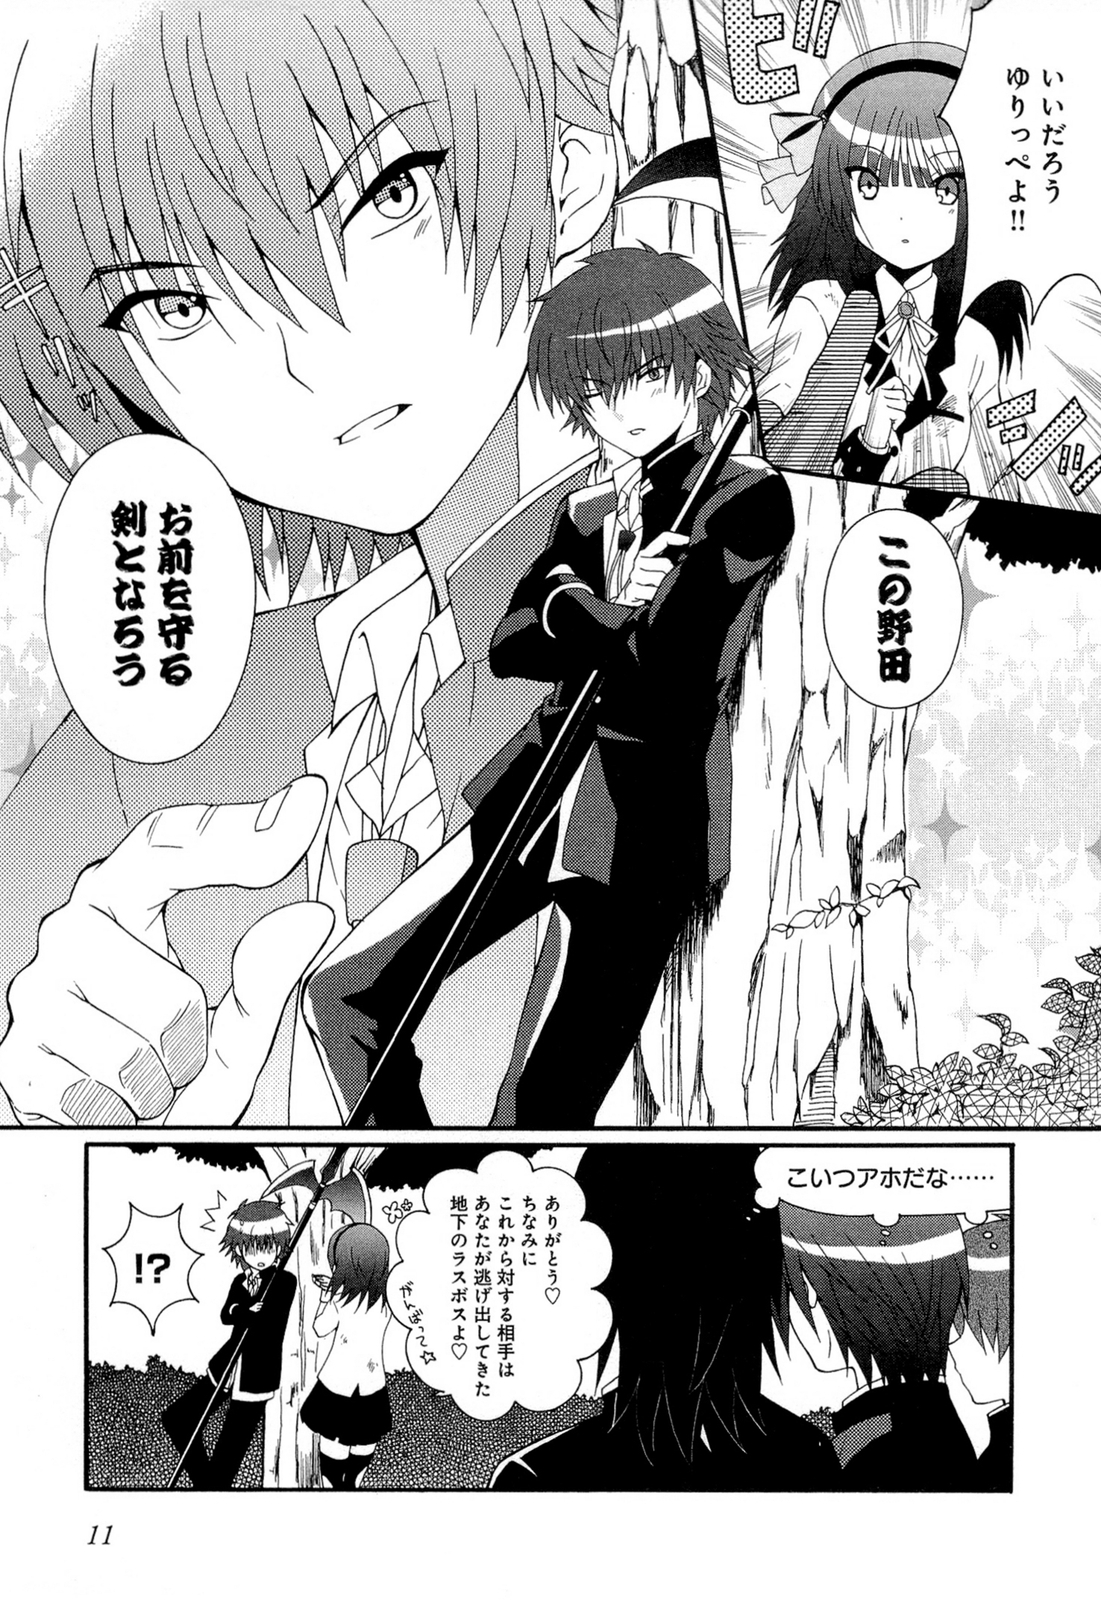 いいだろう
ゆりっぺよ!!
ビッ
この野田
お前を守る
剣となろう
こいつアホだな……
ありがとう♡
ちなみに
これから対する相手は
あなたが逃げ出してきた
地下のラスボスよ♡
がんばって☆
!?
11